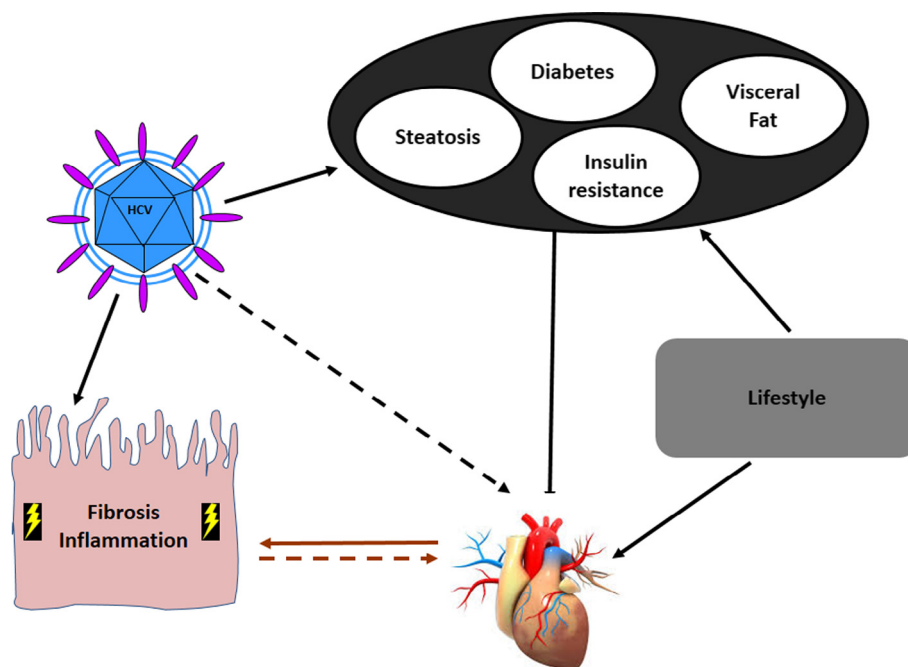 Diabetes
Visceral
Fat
Steatosis
Insulin
resistance
HCV
Lifestyle
Fibrosis
Inflammation